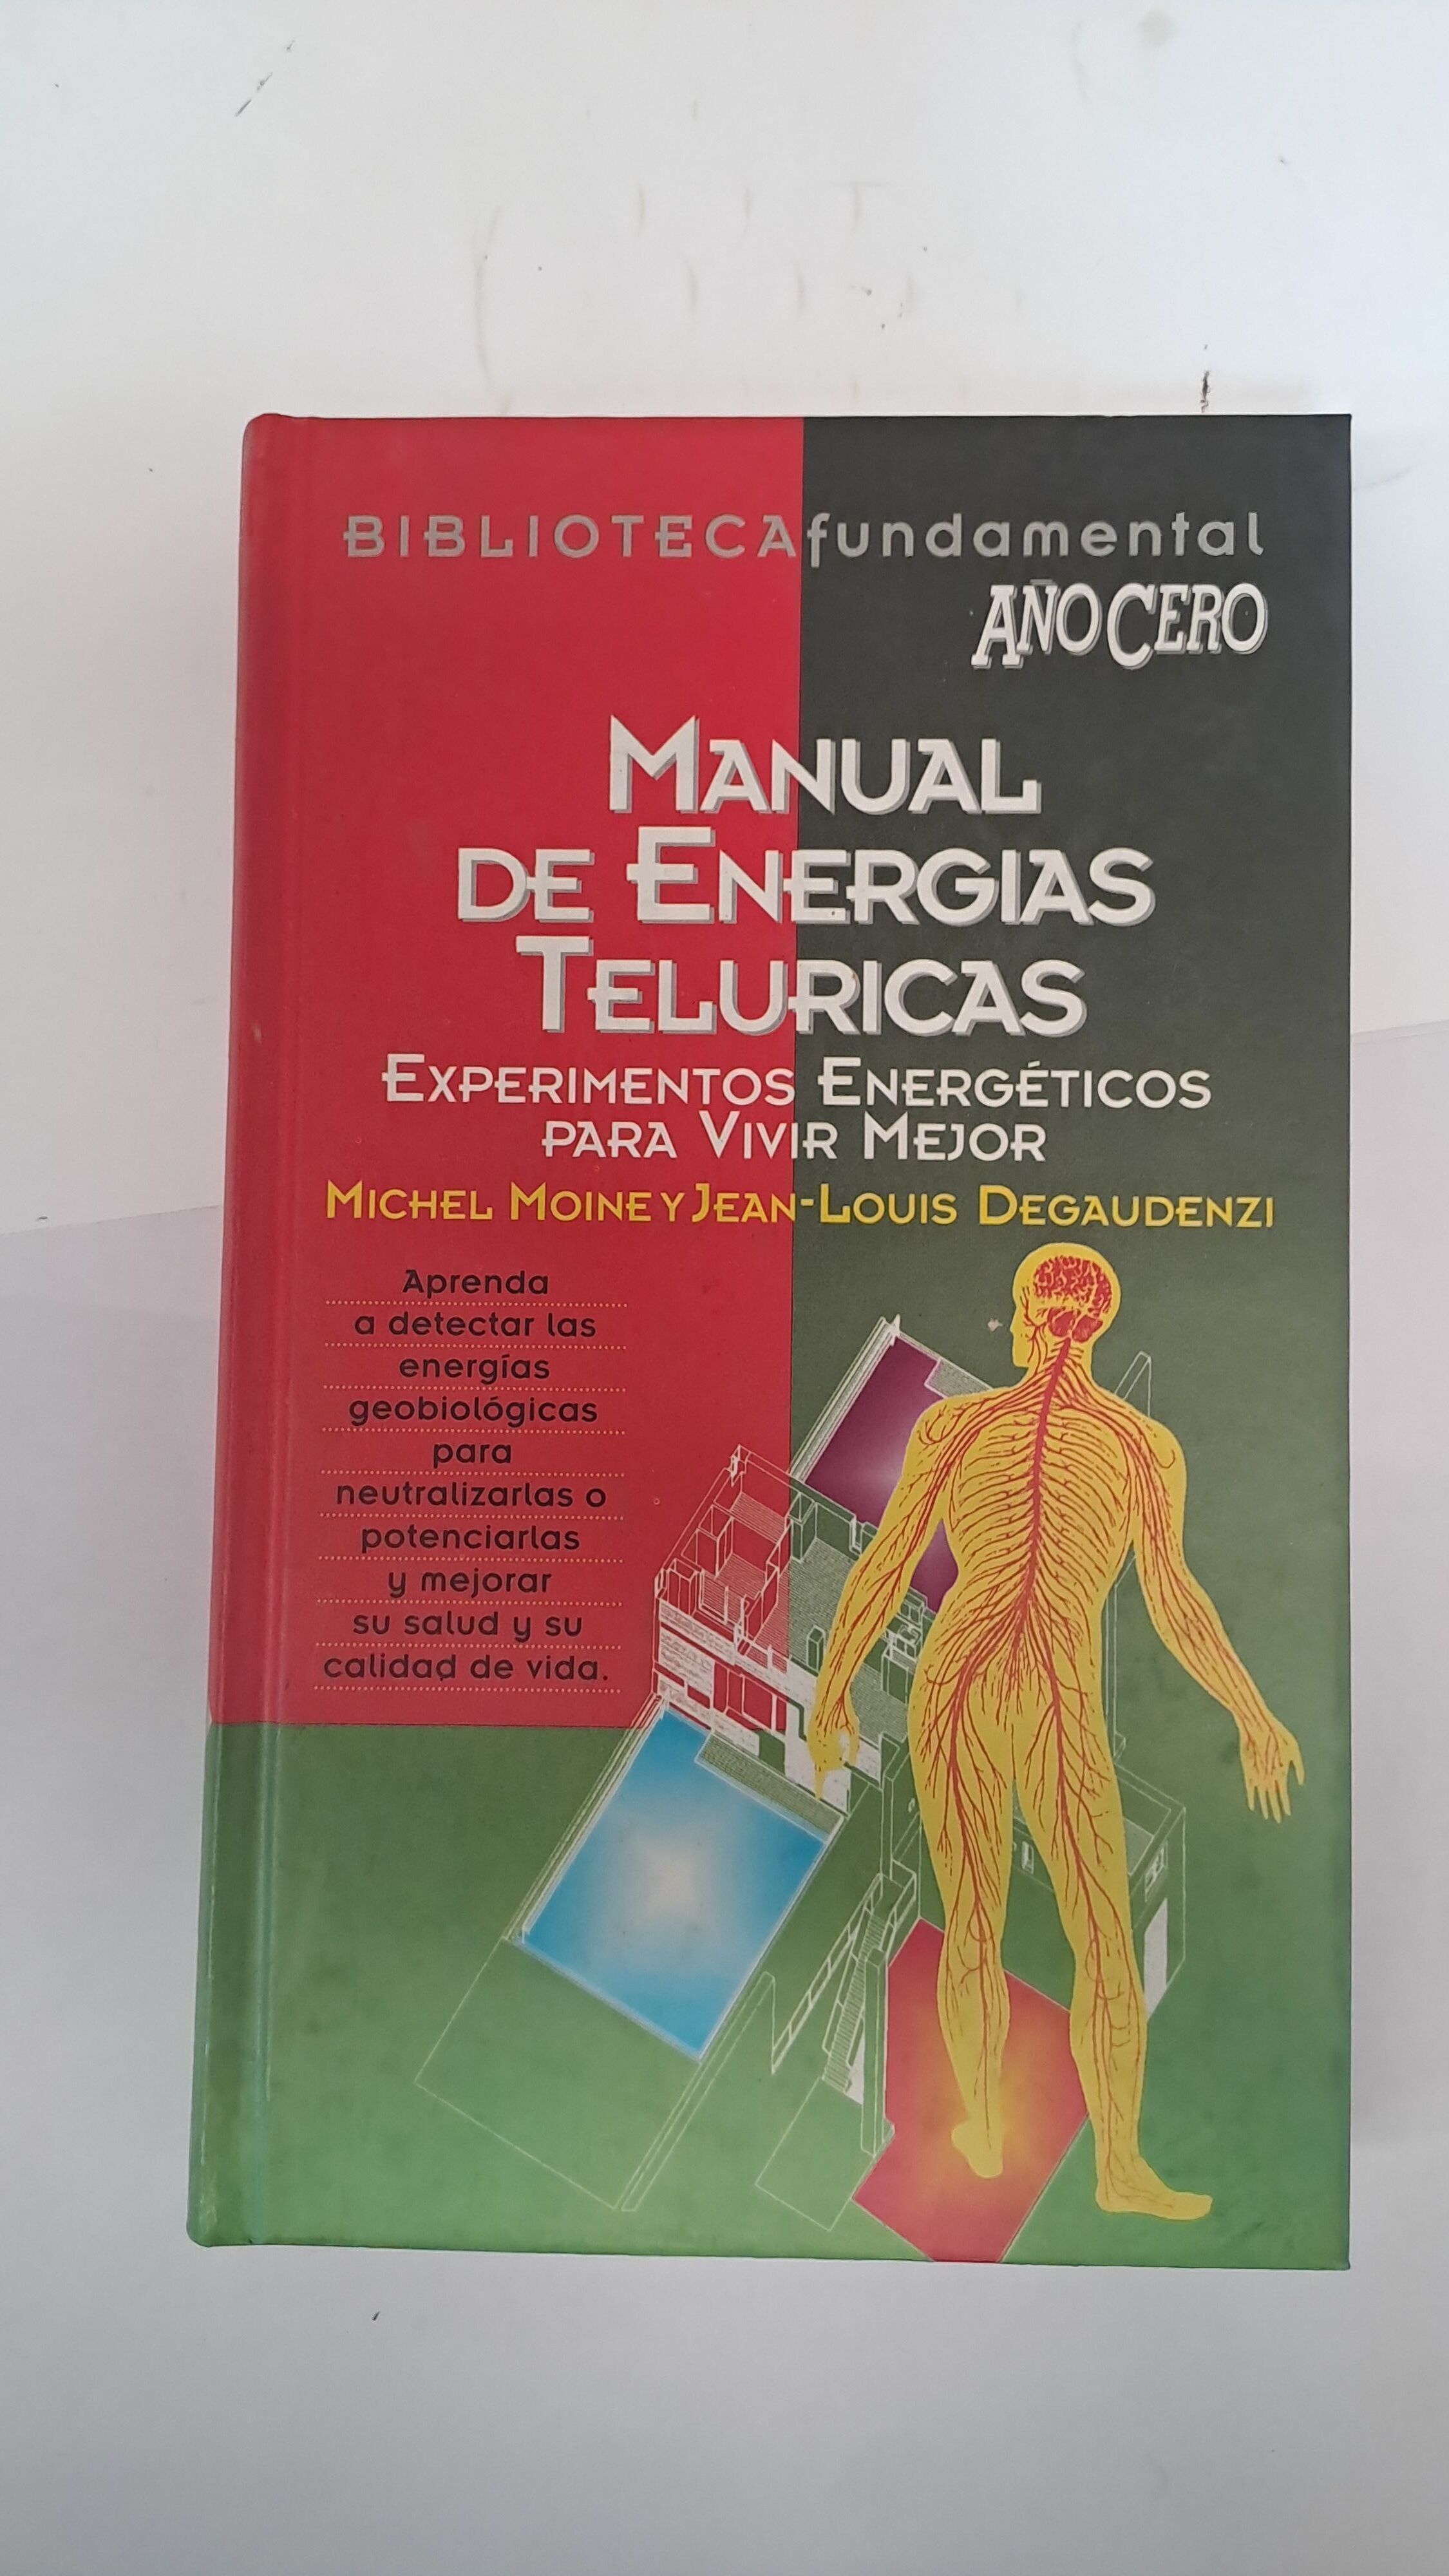 BIBLIOTECAfundamental
AÑO CERO
MANUAL
DE ENERGIAS
TELURICAS
EXPERIMENTOS ENERGÉTICOS
PARA VIVIR MEJOR
MICHEL MOINE Y JEAN-LOUIS DEGAUDENZI
Aprenda
a detectar las
energías
geobiológicas
para
neutralizarlas o
potenciarlas
y mejorar
su salud y su
calidad de vida.